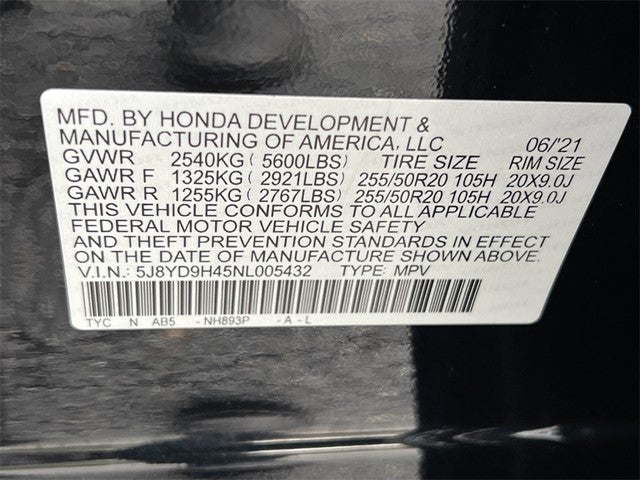 MFD. BY HONDA DEVELOPMENT &
MANUFACTURING OF AMERICA, LLC 06/'21
GVWR 2540KG ( 5600LBS) TIRE SIZE RIM SIZE
GAWR F 1325KG ( 2921LBS) 255/50R20 105H 20X9.0J
GAWR R 1255KG ( 2767LBS) 255/50R20 105H 20X9.0J
THIS VEHICLE CONFORMS TO ALL APPLICABLE
FEDERAL MOTOR VEHICLE SAFETY
AND THEFT PREVENTION STANDARDS IN EFFECT
ON THE DATE OF MANUFACTURE SHOWN ABOVE.
V.I.N.: 5J8YD9H45NL005432 TYPE: MPV
TYC N AB5 - NH893P - A - L